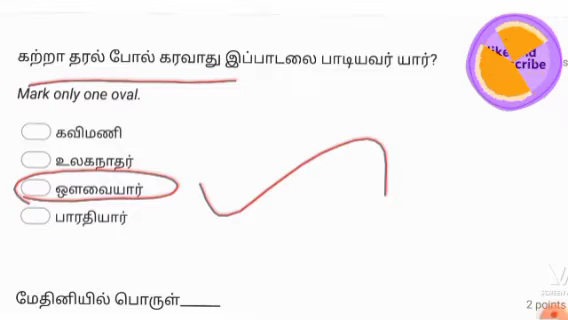 கற்றா தரல் போல் கரவாது இப்பாடலை பாடியவர் யார்?
Mark only one oval.
கவிமணி
உலகநாதர்
ஔவையார்
பாரதியார்
மேதினியில் பொருள்_____
2 points